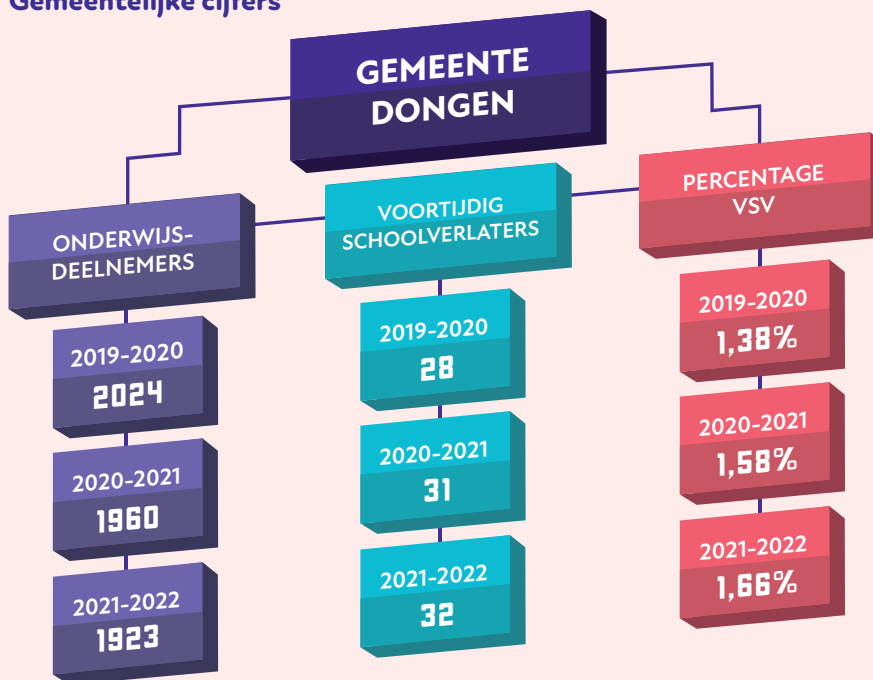 Gemeentelijke cijfers
GEMEENTE
DONGEN
ONDERWIJS-
DEELNEMERS
2019-2020
2024
2020-2021
1960
2021-2022
1923
VOORTIJDIG
SCHOOLVERLATERS
2019-2020
28
2020-2021
31
2021-2022
32
PERCENTAGE
VSV
2019-2020
1,38%
2020-2021
1,58%
2021-2022
1,66%